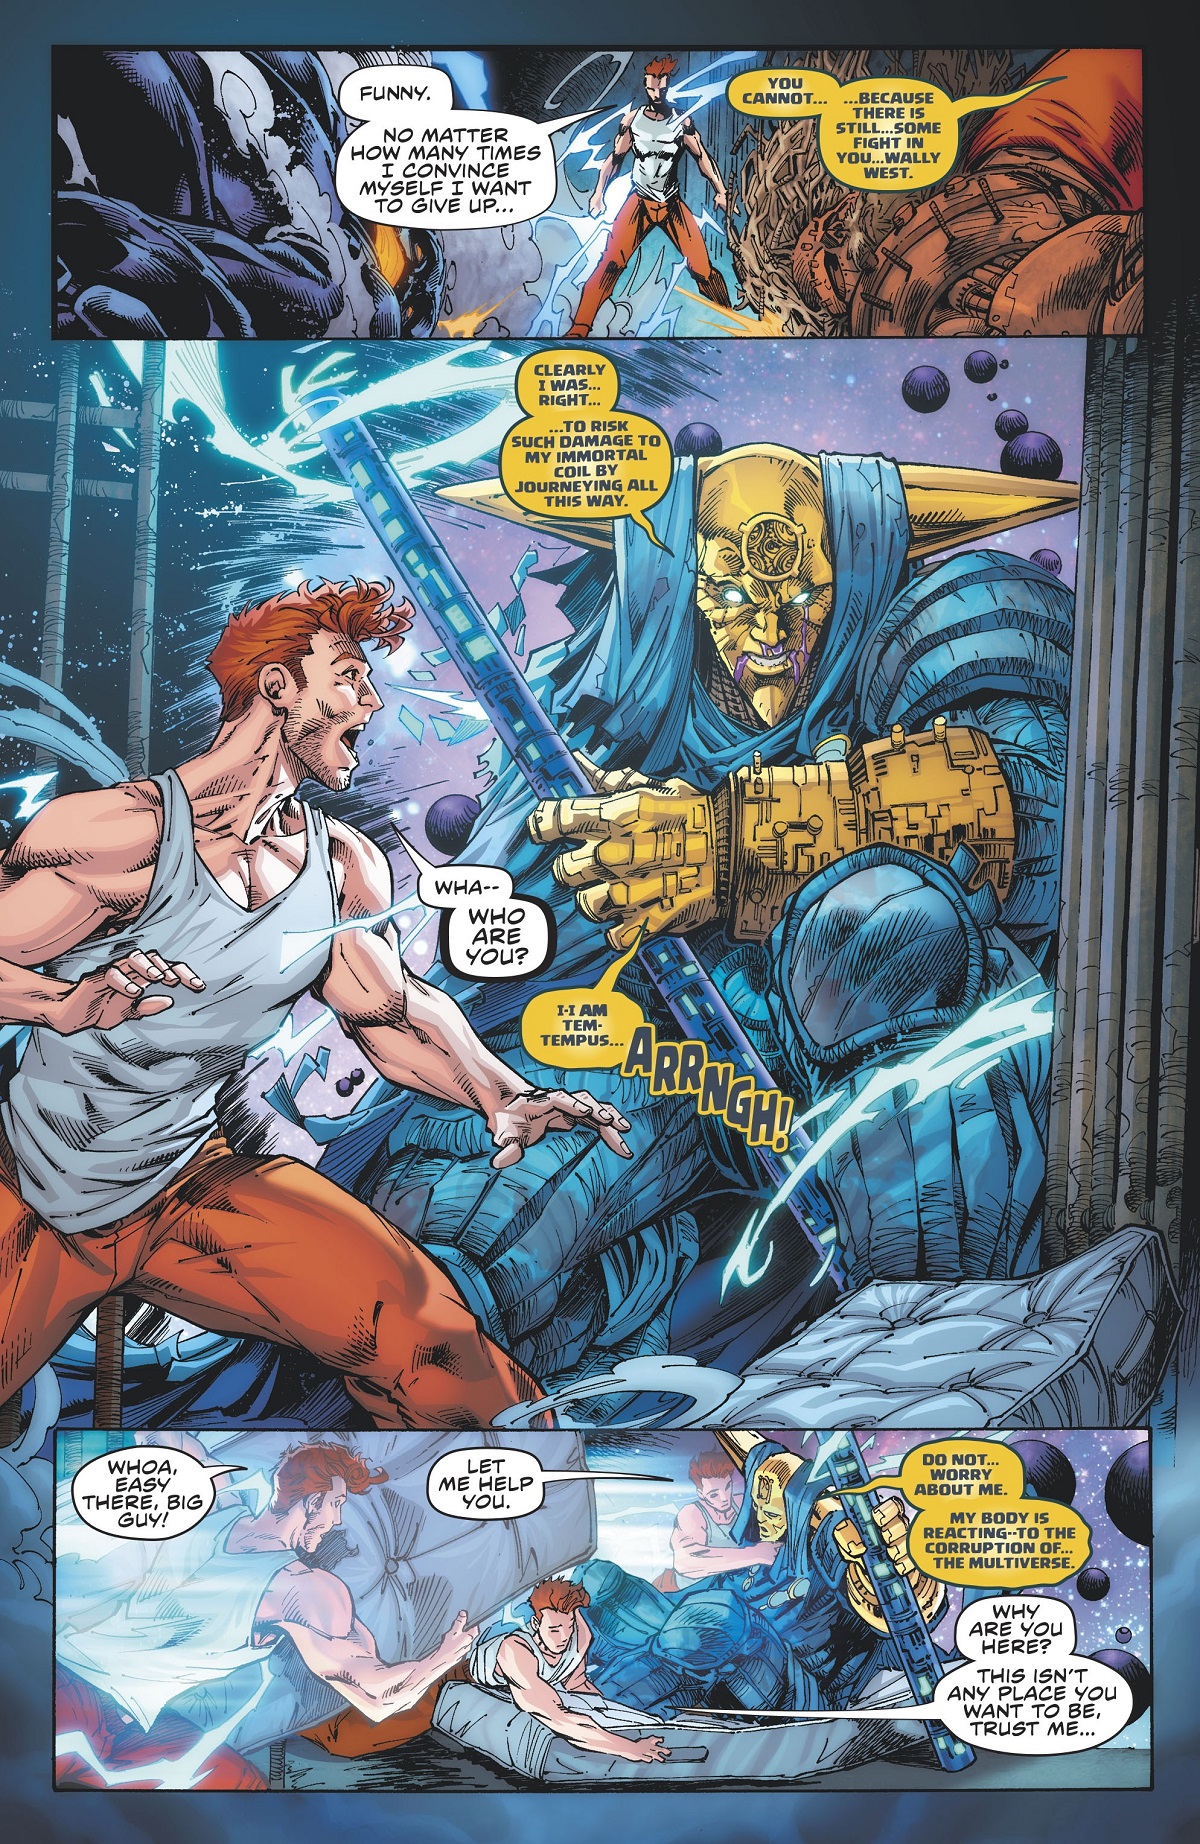 FUNNY.
NO MATTER
HOW MANY TIMES
I CONVINCE
MYSELF I WANT
TO GIVE UP...
YOU
CANNOT...
...BECAUSE
THERE IS
STILL...SOME
FIGHT IN
YOU...WALLY
WEST.
CLEARLY
I WAS...
RIGHT...
...TO RISK
SUCH DAMAGE TO
MY IMMORTAL
COIL BY
JOURNEYING ALL
THIS WAY.
WHA--
WHO
ARE
YOU?
I-I AM
TEM-
TEMPUS...
ARRNGH!
WHOA,
EASY
THERE, BIG
GUY!
LET
ME HELP
YOU.
DO NOT...
WORRY
ABOUT ME.
MY BODY IS
REACTING--TO THE
CORRUPTION OF...
THE MULTIVERSE.
WHY
ARE YOU
HERE?
THIS ISN'T
ANY PLACE YOU
WANT TO BE,
TRUST ME...